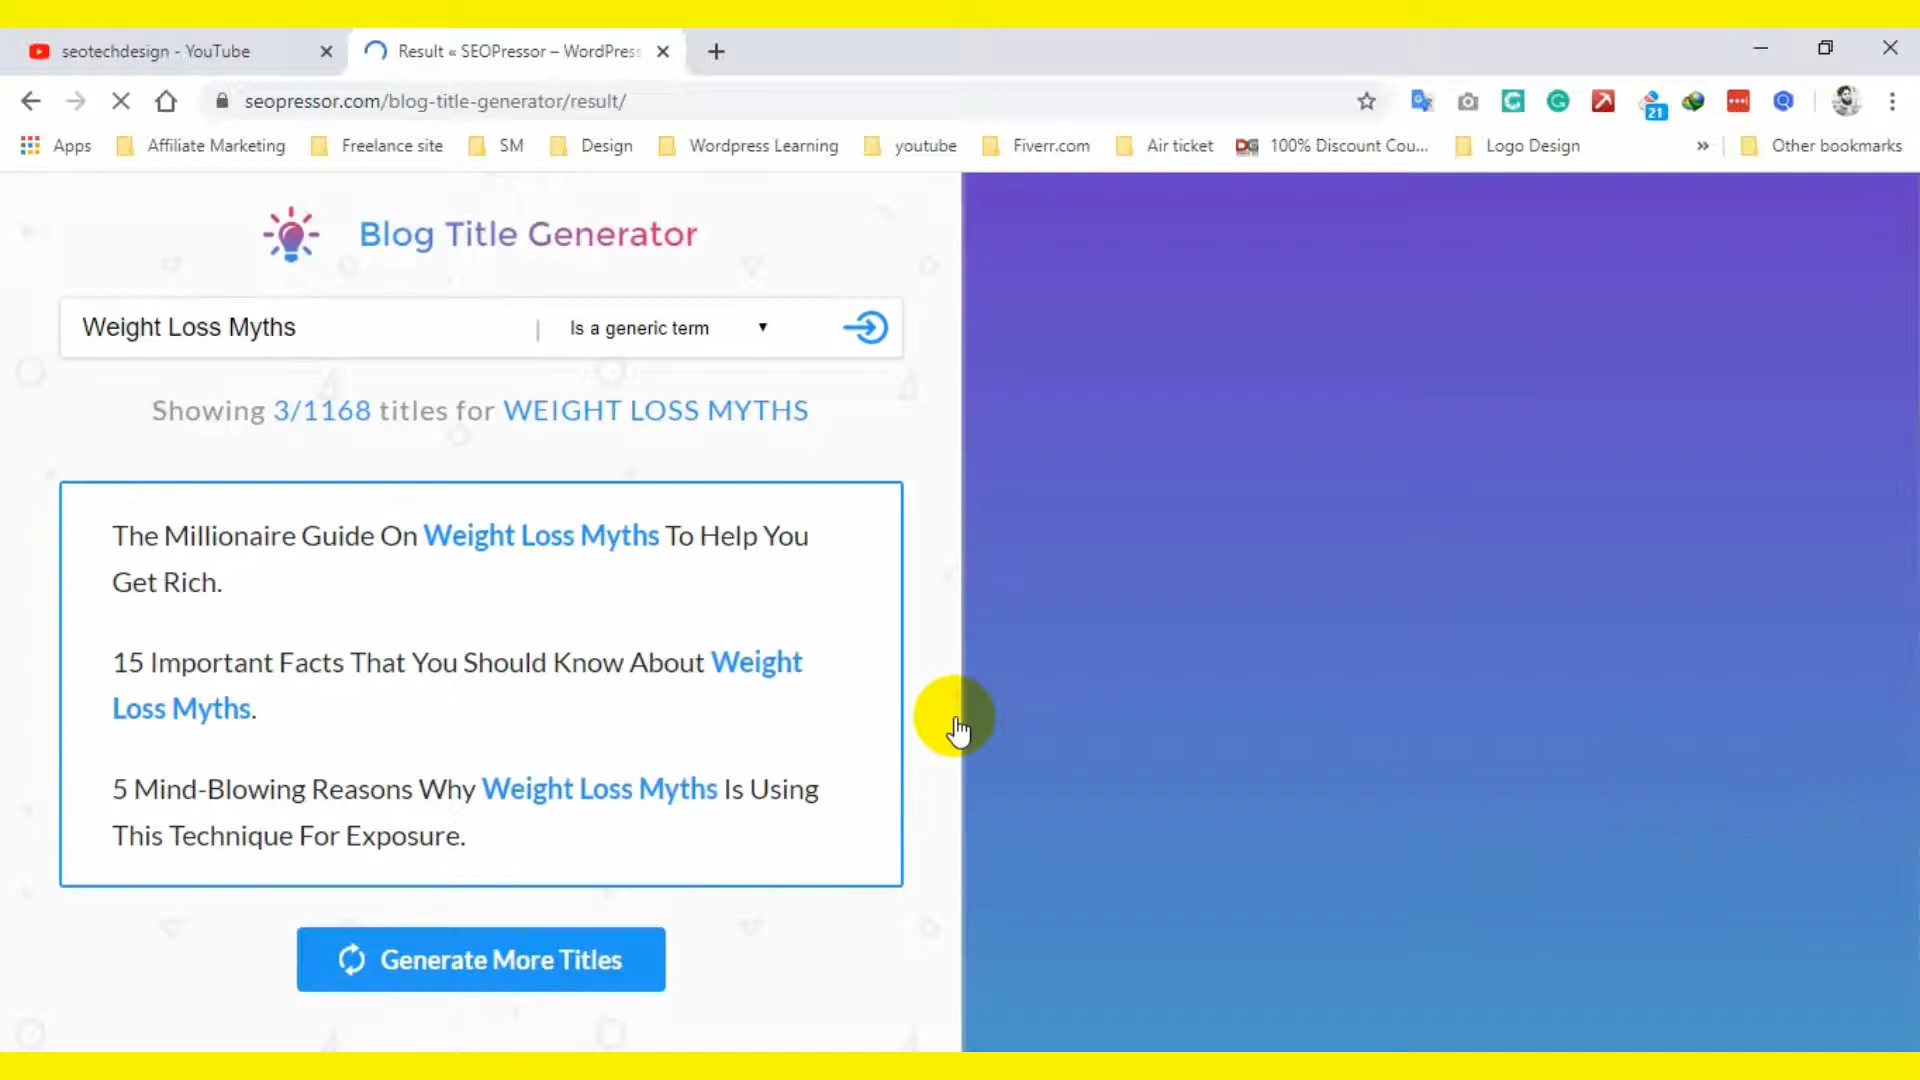 seotechdesign - YouTube
Result « SEOPressor – WordPress
seopressor.com/blog-title-generator/result/
21
Apps
Affiliate Marketing
Freelance site
SM
Design
Wordpress Learning
youtube
Fiverr.com
Air ticket
DG
100% Discount Cou...
Logo Design
»
Other bookmarks
Blog Title Generator
Weight Loss Myths | Is a generic term
Showing 3/1168 titles for WEIGHT LOSS MYTHS
The Millionaire Guide On Weight Loss Myths To Help You
Get Rich.
15 Important Facts That You Should Know About Weight
Loss Myths.
5 Mind-Blowing Reasons Why Weight Loss Myths Is Using
This Technique For Exposure.
Generate More Titles